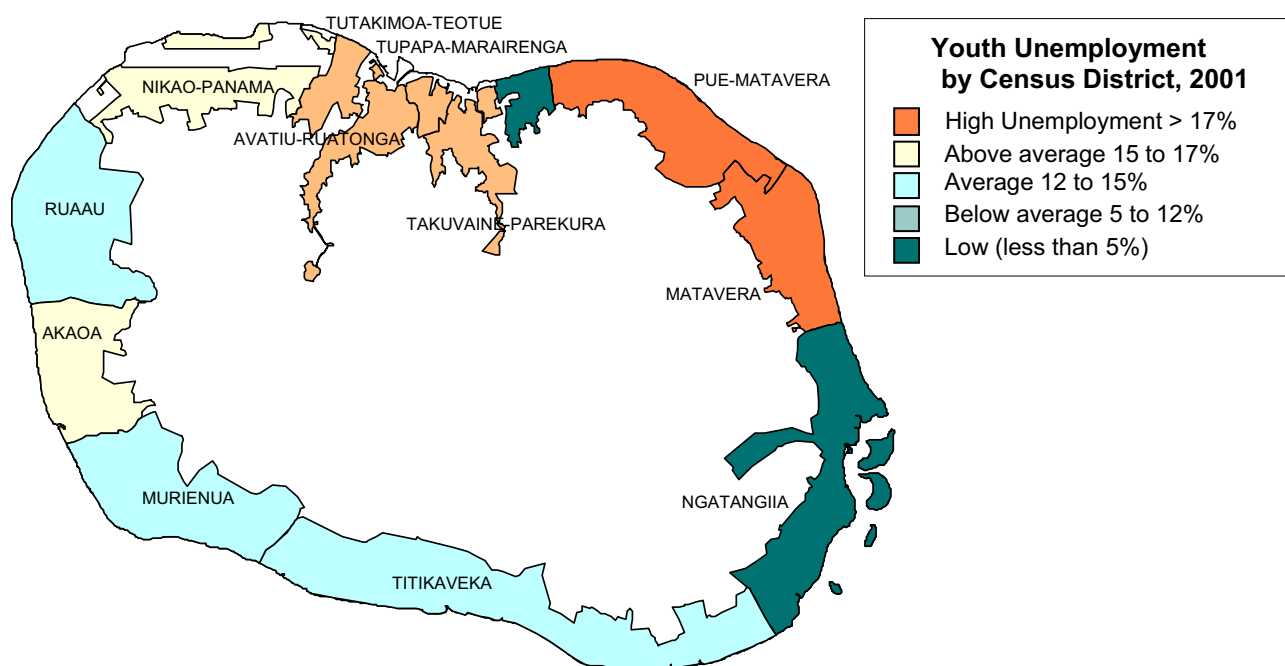 TUTAKIMOA-TEOTUE
TUPAPA-MARAIRENGA
NIKAO-PANAMA
PUE-MATAVERA
AVATIU-RUATONGA
RUAAU
TAKUVAINE-PAREKURA
MATAVERA
AKAOA
MURIENUA
NGATANGIIA
TITIKAVEKA
Youth Unemployment
by Census District, 2001
High Unemployment > 17%
Above average 15 to 17%
Average 12 to 15%
Below average 5 to 12%
Low (less than 5%)